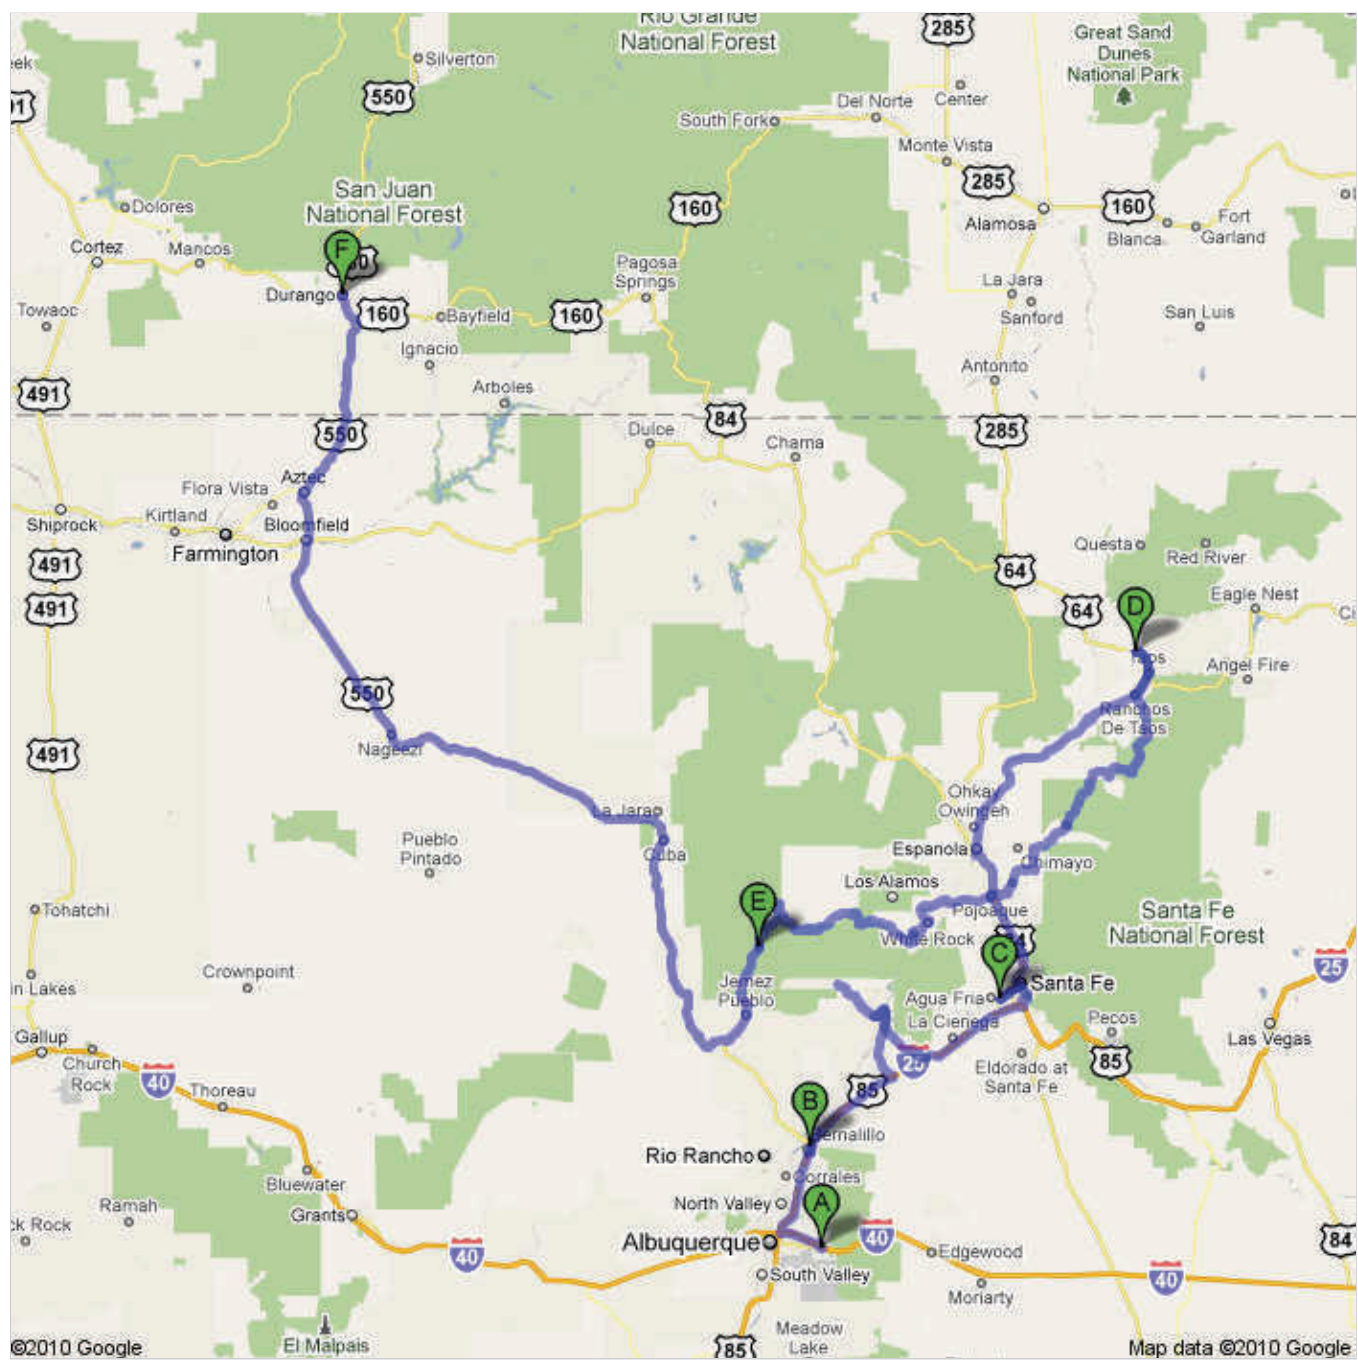 Rio Grande
National Forest
285
Great Sand
Dunes
National Park
Silverton
550
Del Norte
Center
South Fork
Monte Vista
285
San Juan
National Forest
160
160
Dolores
Alamosa
Blanca
Fort
Garland
Cortez
Mancos
F
Pagosa
Springs
La Jara
Sanford
Durango
160
Bayfield
160
San Luis
Towaoc
Ignacio
Antonito
491
Arboles
84
285
550
Dulce
Chama
Aztec
Flora Vista
Shiprock
Kirtland
Bloomfield
Farmington
Questa
Red River
491
64
491
64
D
Eagle Nest
Taos
Angel Fire
550
Ranchos
De Taos
Nageezi
491
Ohkay
Owingeh
La Jara
Pueblo
Pintado
Cuba
Espanola
Chimayo
Los Alamos
E
Pojoaque
Tohatchi
White Rock
Santa Fe
National Forest
C
25
Crownpoint
Jemez
Pueblo
Agua Fria
Santa Fe
in Lakes
La Cienega
Pecos
Gallup
Las Vegas
Church
Rock
40
25
Eldorado at
Santa Fe
85
Thoreau
85
B
Bernalillo
Rio Rancho
Bluewater
Corrales
Ramah
Grants
North Valley
A
ck Rock
Albuquerque
40
84
40
Edgewood
South Valley
40
Moriarty
El Malpais
85
Meadow
Lake
©2010 Google
Map data ©2010 Google